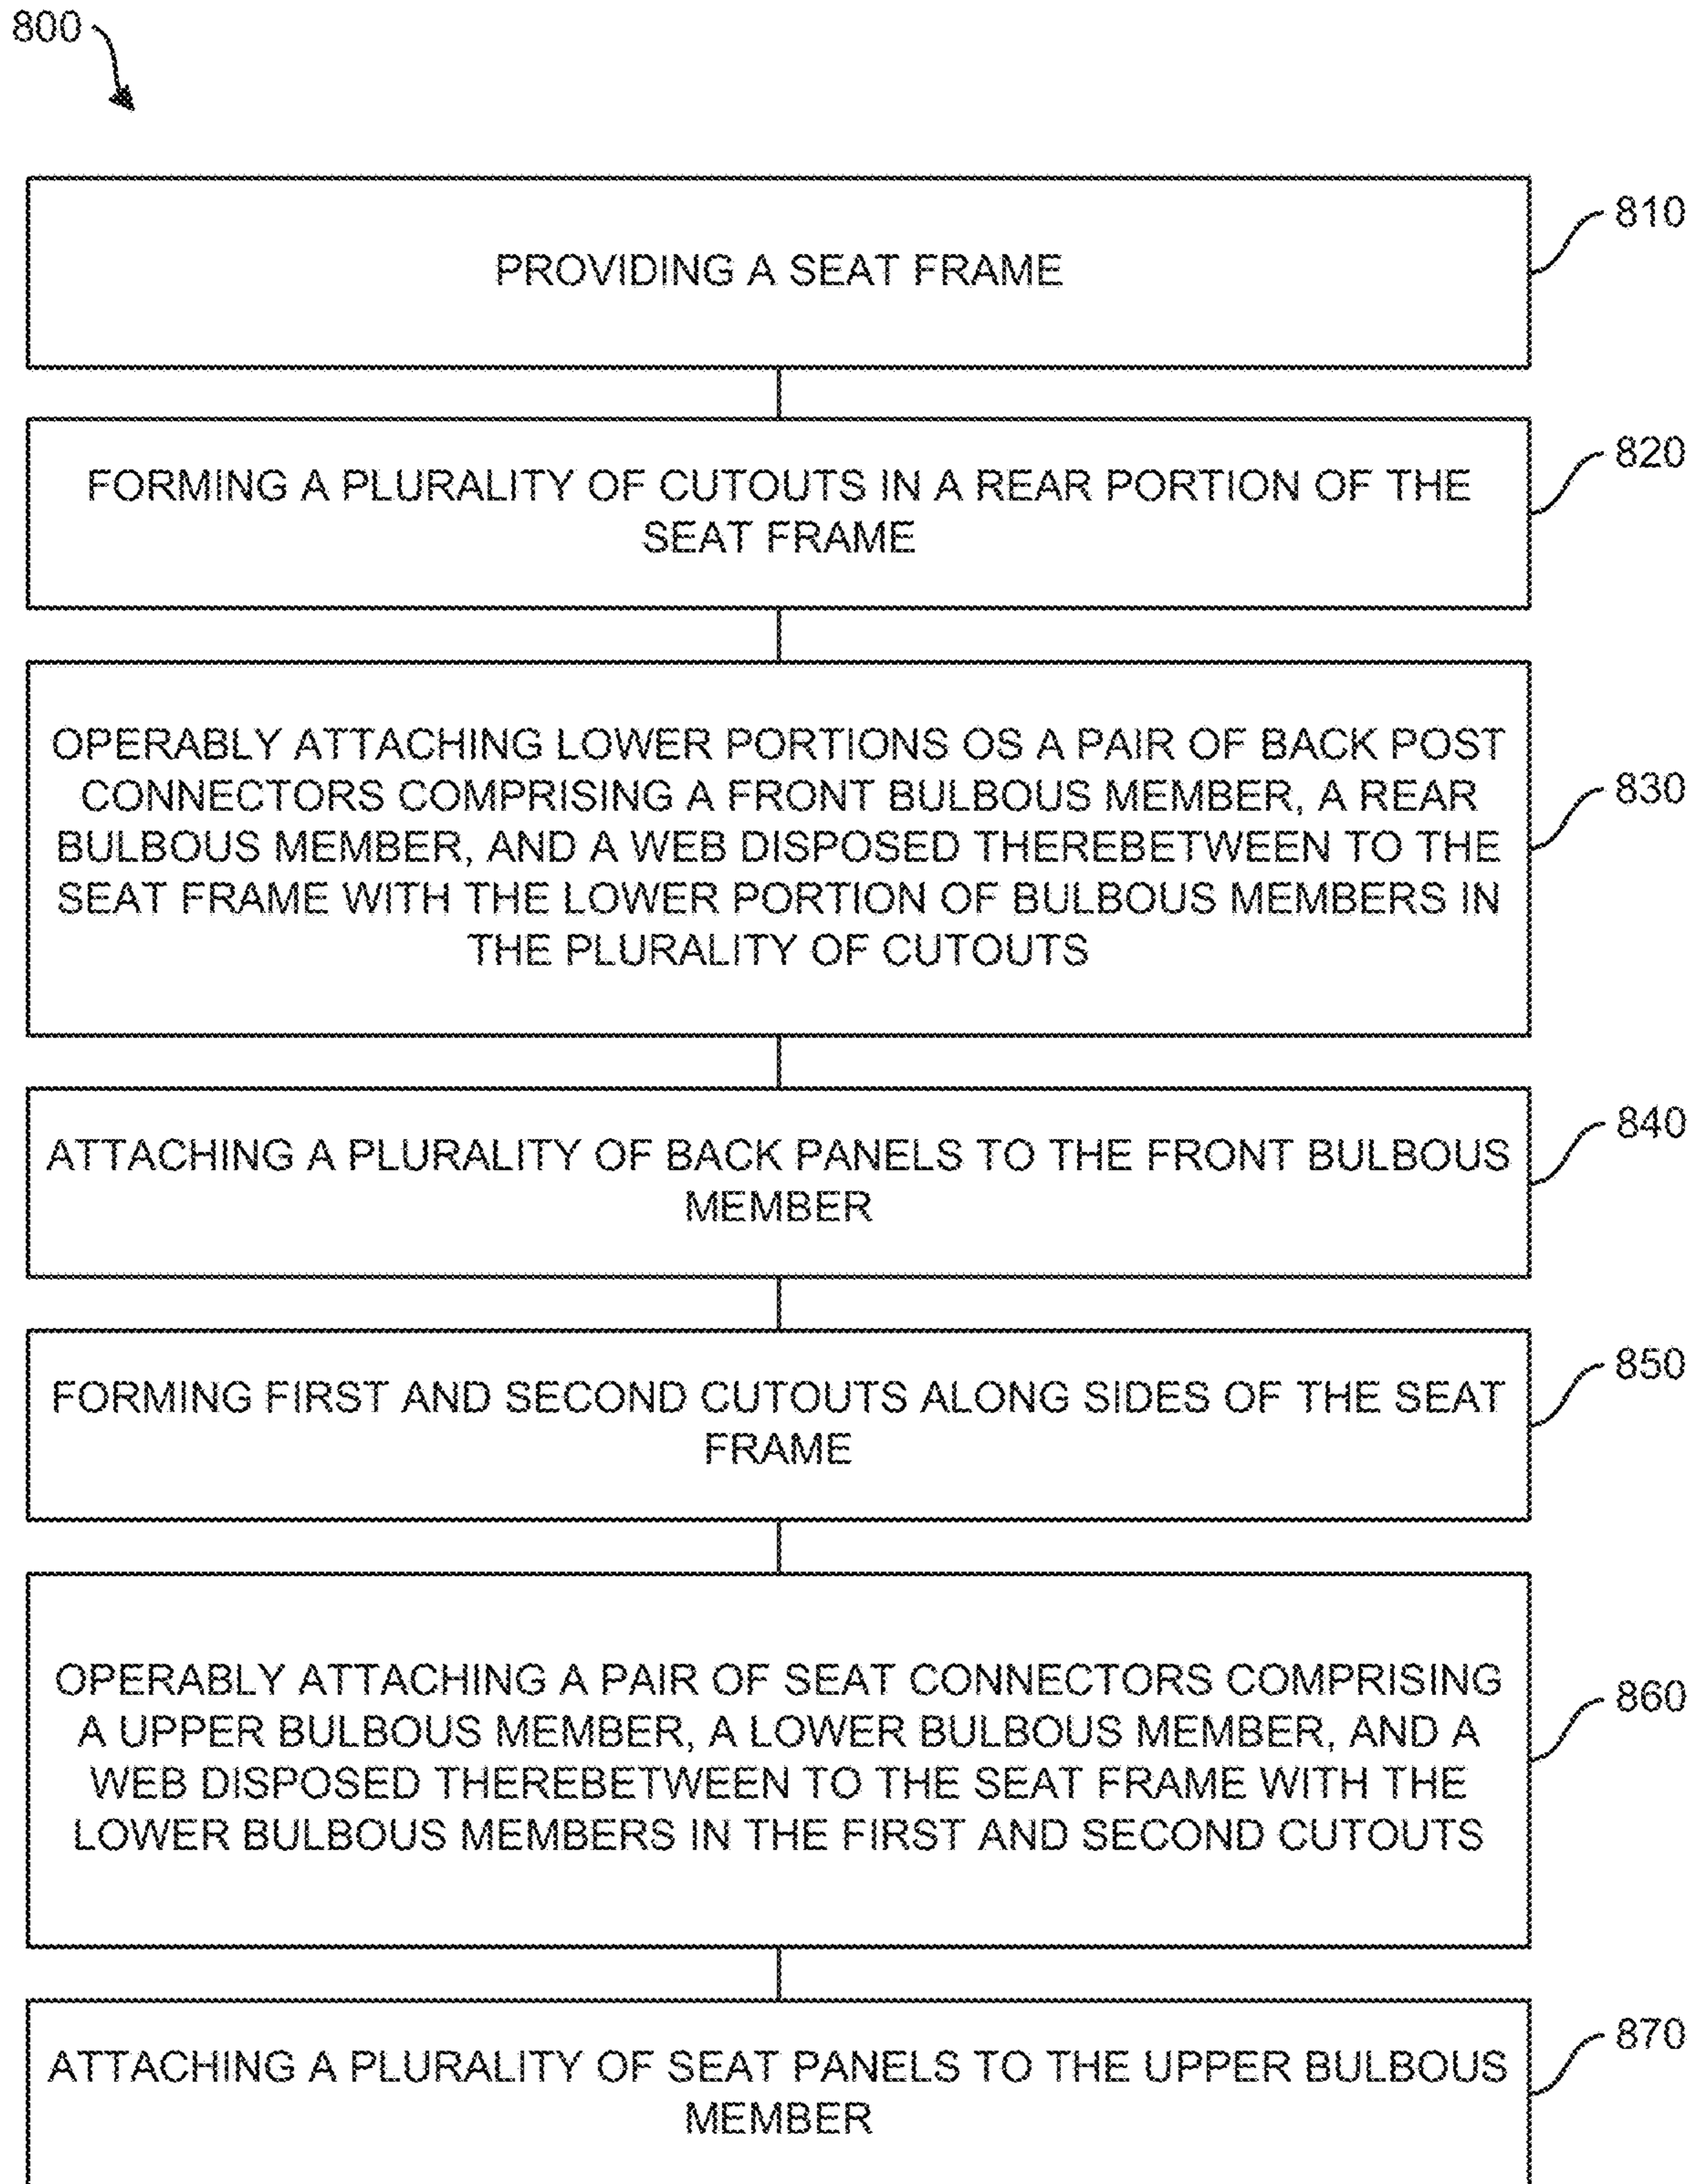 800
810
PROVIDING A SEAT FRAME
820
FORMING A PLURALITY OF CUTOUTS IN A REAR PORTION OF THE
SEAT FRAME
830
OPERABLY ATTACHING LOWER PORTIONS OS A PAIR OF BACK POST
CONNECTORS COMPRISING A FRONT BULBOUS MEMBER, A REAR
BULBOUS MEMBER, AND A WEB DISPOSED THEREBETWEEN TO THE
SEAT FRAME WITH THE LOWER PORTION OF BULBOUS MEMBERS IN
THE PLURALITY OF CUTOUTS
840
ATTACHING A PLURALITY OF BACK PANELS TO THE FRONT BULBOUS
MEMBER
850
FORMING FIRST AND SECOND CUTOUTS ALONG SIDES OF THE SEAT
FRAME
860
OPERABLY ATTACHING A PAIR OF SEAT CONNECTORS COMPRISING
A UPPER BULBOUS MEMBER, A LOWER BULBOUS MEMBER, AND A
WEB DISPOSED THEREBETWEEN TO THE SEAT FRAME WITH THE
LOWER BULBOUS MEMBERS IN THE FIRST AND SECOND CUTOUTS
870
ATTACHING A PLURALITY OF SEAT PANELS TO THE UPPER BULBOUS
MEMBER